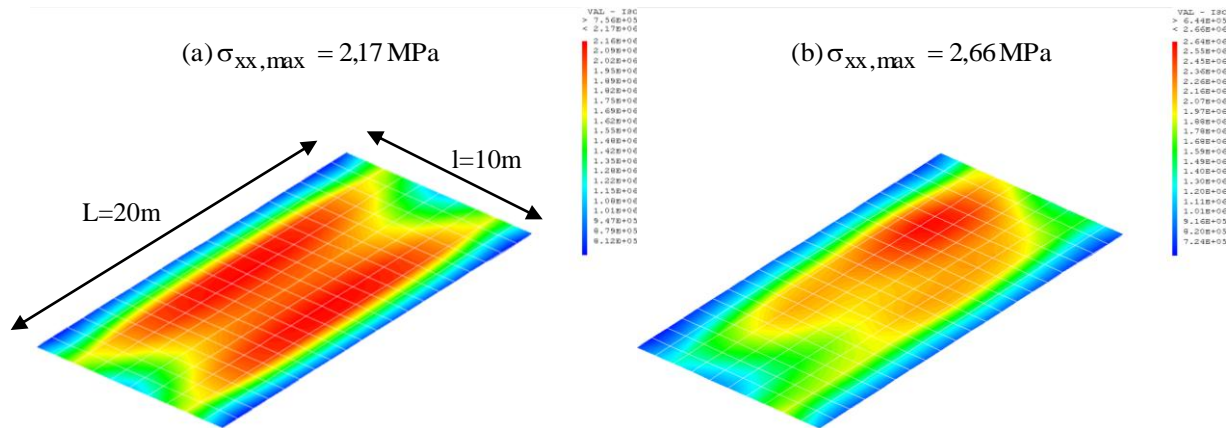 VAL - ISO
> 7.56E+05
< 2.17E+06
2.16E+06
2.09E+06
2.02E+06
1.95E+06
1.89E+06
1.82E+06
1.75E+06
1.69E+06
1.62E+06
1.55E+06
1.48E+06
1.42E+06
1.35E+06
1.28E+06
1.22E+06
1.15E+06
1.08E+06
1.01E+06
9.47E+05
8.79E+05
8.12E+05
(a) σxx,max = 2,17 MPa
L=20m
l=10m
VAL - ISO
> 6.44E+05
< 2.66E+06
2.64E+06
2.55E+06
2.45E+06
2.36E+06
2.26E+06
2.16E+06
2.07E+06
1.97E+06
1.88E+06
1.78E+06
1.68E+06
1.59E+06
1.49E+06
1.40E+06
1.30E+06
1.20E+06
1.11E+06
1.01E+06
9.16E+05
8.20E+05
7.24E+05
(b) σxx,max = 2,66 MPa